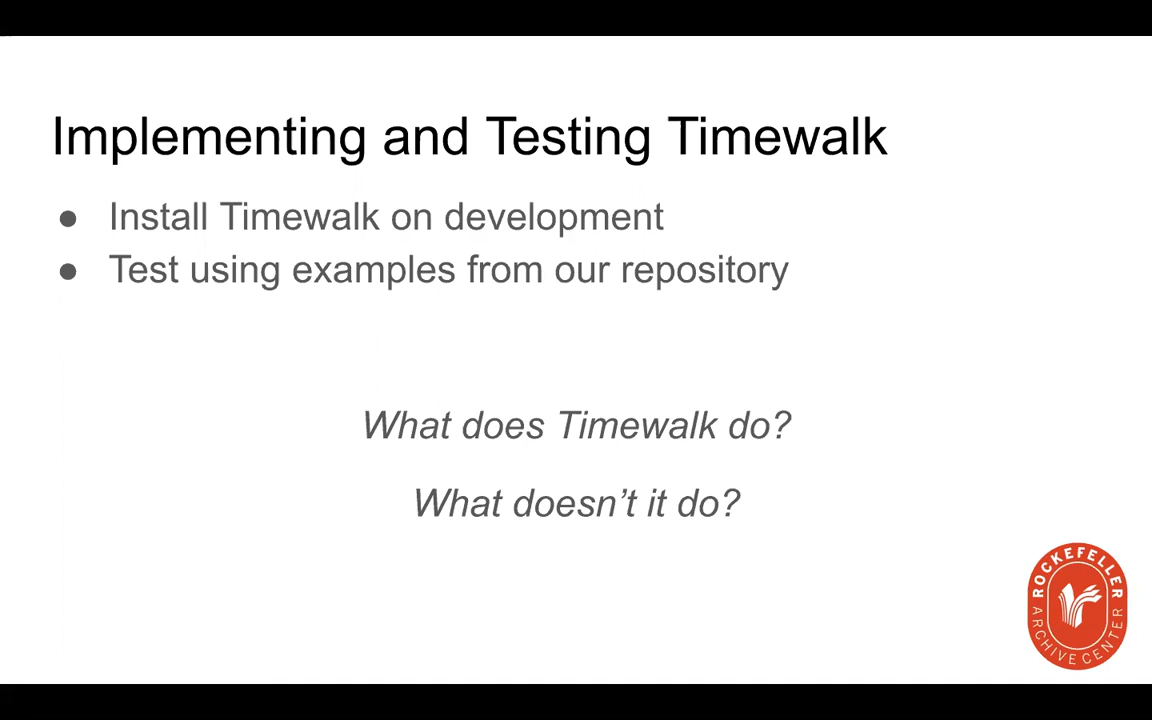 Implementing and Testing Timewalk
● Install Timewalk on development
● Test using examples from our repository
What does Timewalk do?
What doesn’t it do?
ROCKEFELLER
ARCHIVE CENTER